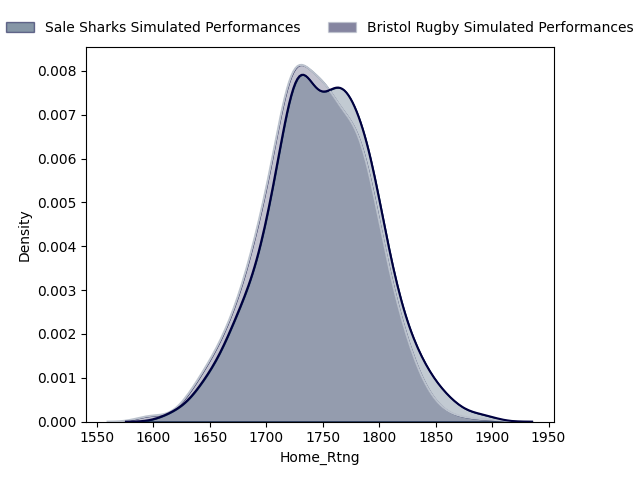 Sale Sharks Simulated Performances
Bristol Rugby Simulated Performances
0.008
0.007
0.006
0.005
0.004
0.003
0.002
0.001
0.000
Density
1550 1600 1650 1700 1750 1800 1850 1900 1950
Home_Rtng